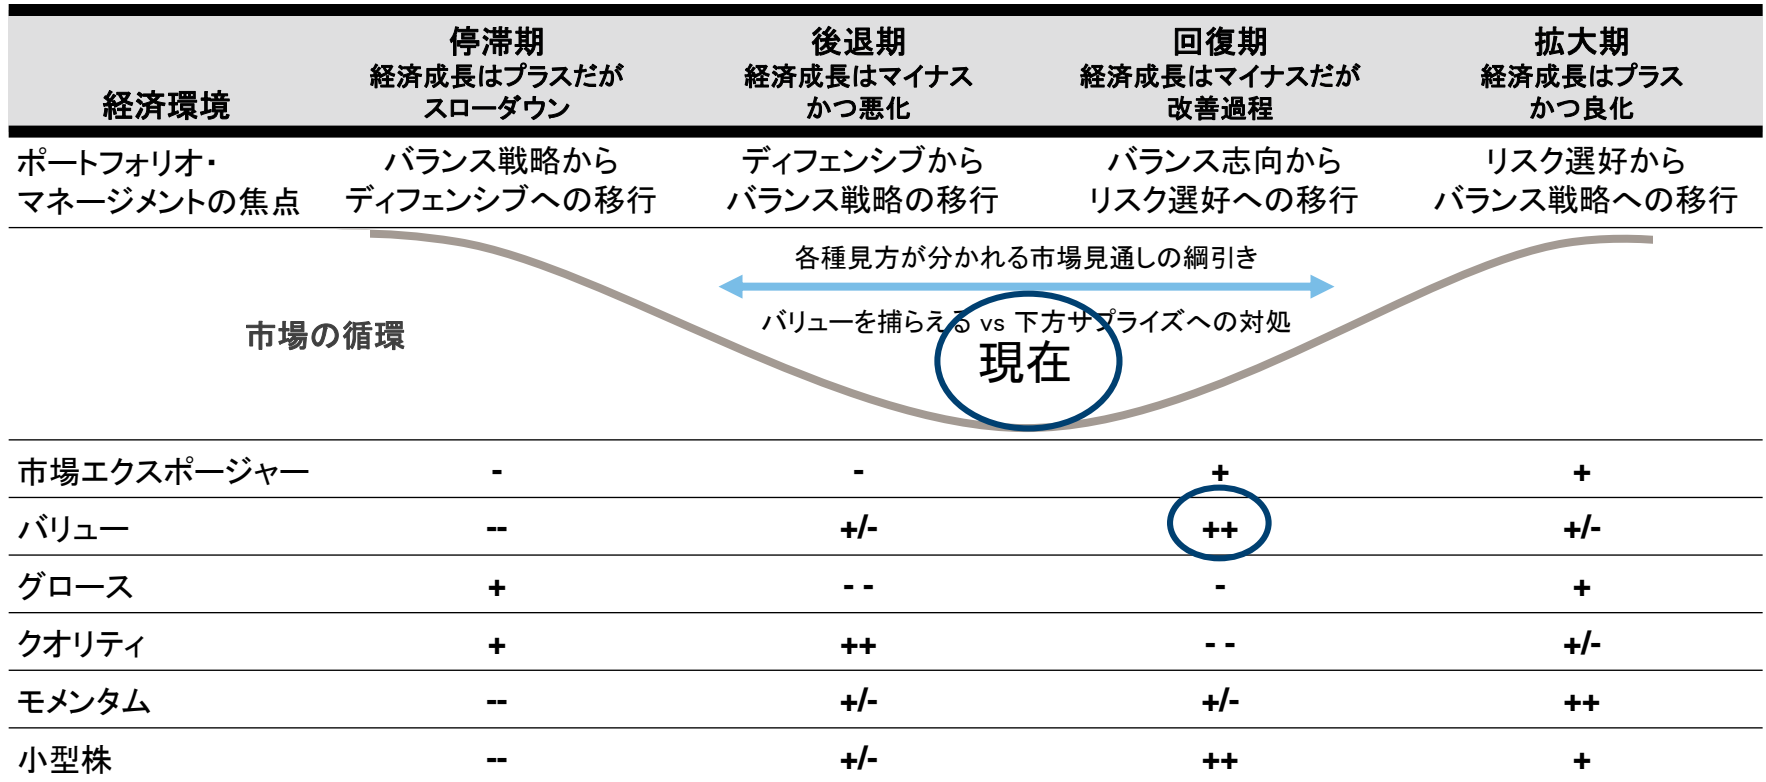 停滞期
経済成長はプラスだが
スローダウン
後退期
経済成長はマイナス
かつ悪化
回復期
経済成長はマイナスだが
改善過程
拡大期
経済成長はプラス
かつ良化
経済環境
ポートフォリオ・
マネージメントの焦点
バランス戦略から
ディフェンシブへの移行
ディフェンシブから
バランス戦略の移行
バランス志向から
リスク選好への移行
リスク選好から
バランス戦略への移行
各種見方が分かれる市場見通しの綱引き
バリューを捕らえる vs 下方サプライズへの対処
市場の循環
現在
市場エクスポージャー - - + +
バリュー -- +/- ++ +/-
グロース + - - - +
クオリティ + ++ - - +/-
モメンタム -- +/- +/- ++
小型株 -- +/- ++ +